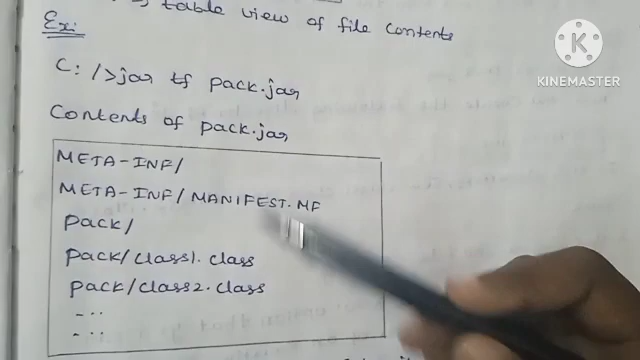 table view of file contents
Ex:
C:/>jar tf pack.jar
Contents of pack.jar
META-INF/
META-INF/MANIFEST.MF
pack/
pack/class1.class
pack/class2.class
-..
-..
K
KINEMASTER